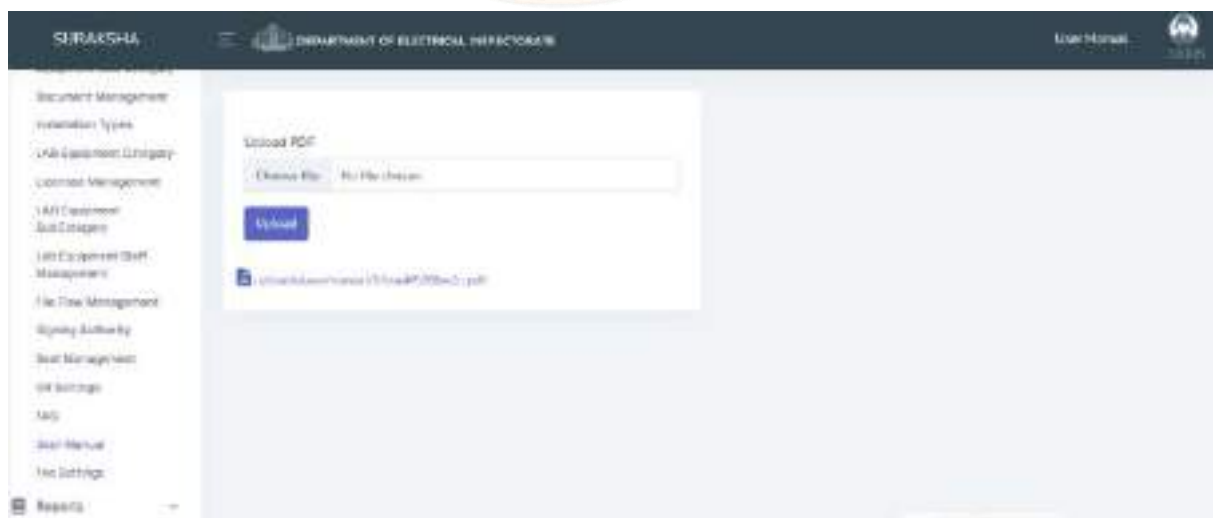 SURAKSHA
DEPARTMENT OF ELECTRICAL INSPECTORATE
User Manual
Document Management
Installation Types
LAB Equipment Category
Licensee Management
LAB Equipment
Sub Category
Lab Equipment Staff
Management
File Flow Management
Signing Authority
Seat Management
Settings
FAQ
User Manual
Fee Settings
Reports
Upload PDF
Choose File No file chosen
Upload